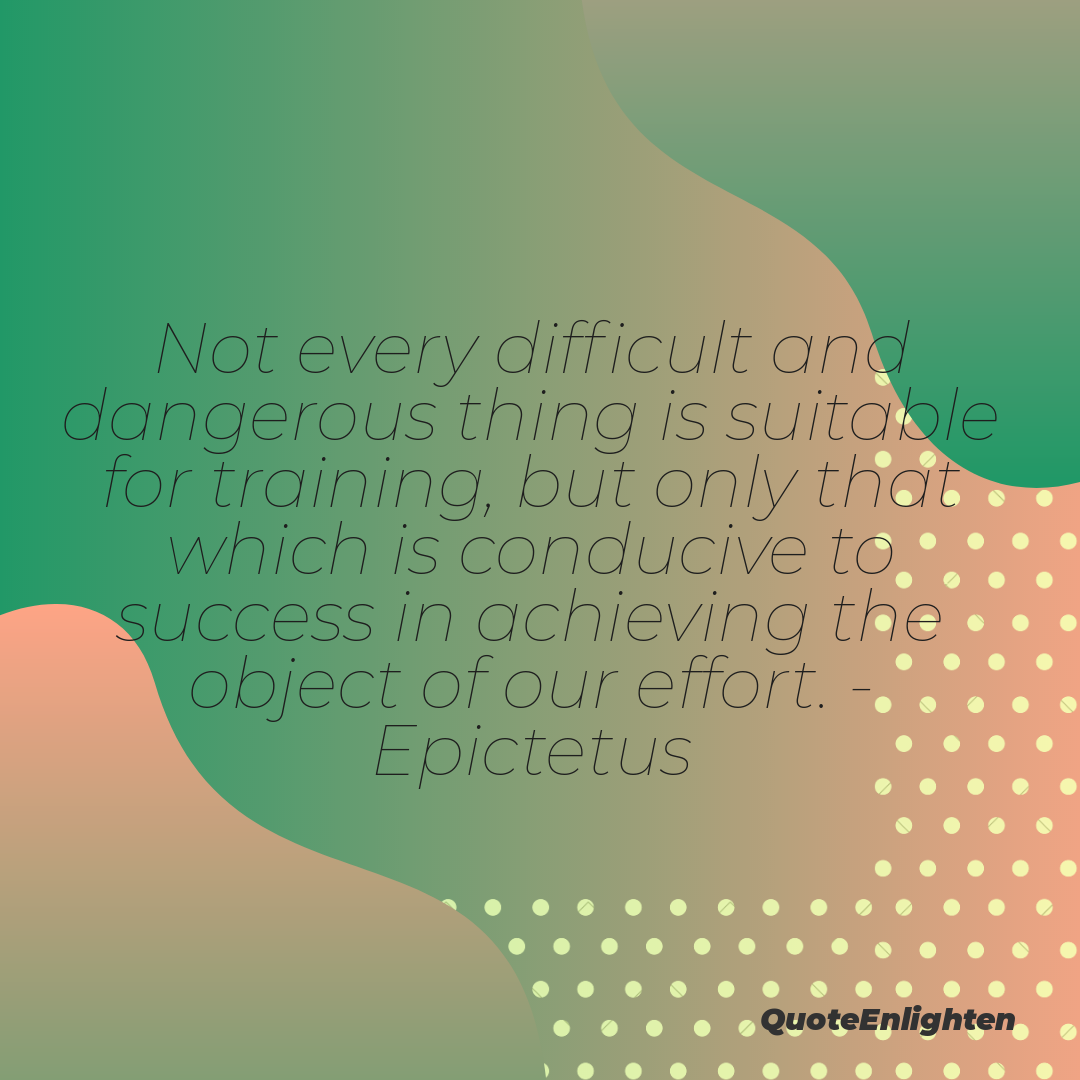 Not every difficult and
dangerous thing is suitable
for training, but only that
which is conducive to
success in achieving the
object of our effort. -
Epictetus
QuoteEnlighten